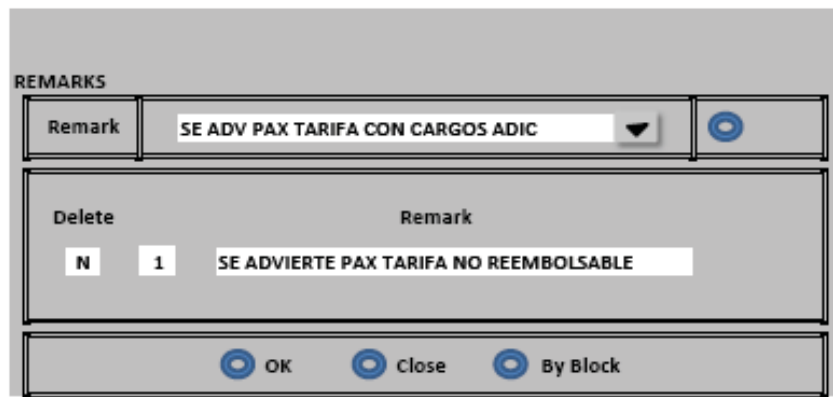 REMARKS
Remark SE ADV PAX TARIFA CON CARGOS ADIC
Delete Remark
N 1 SE ADVIERTE PAX TARIFA NO REEMBOLSABLE
OK Close By Block